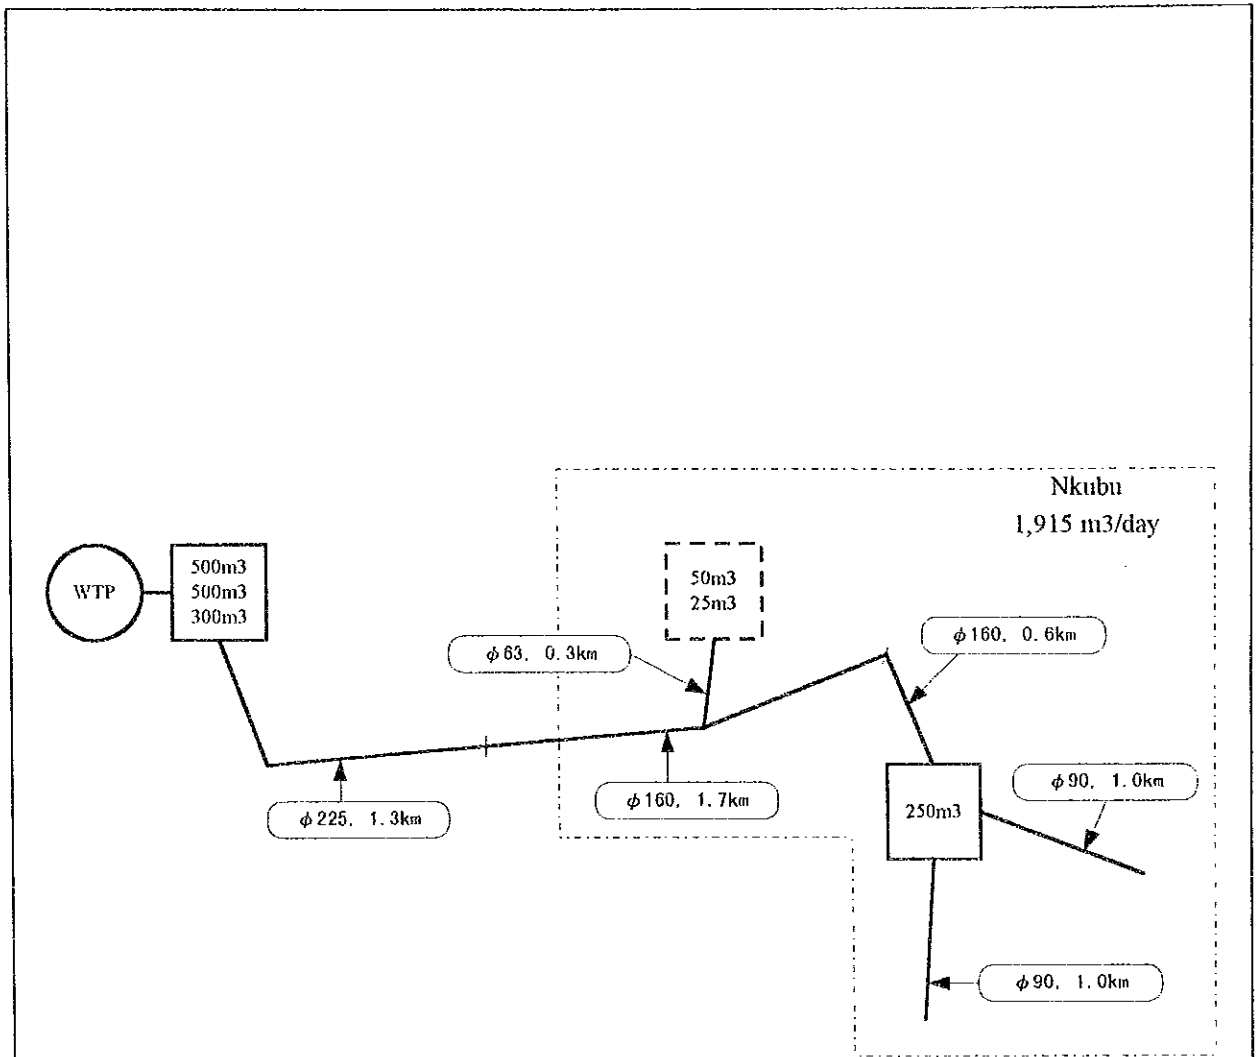 Nkubu
1,915 m3/day
WTP
500m3
500m3
300m3
50m3
25m3
φ63, 0.3km
φ160, 0.6km
φ225, 1.3km
φ160, 1.7km
250m3
φ90, 1.0km
φ90, 1.0km